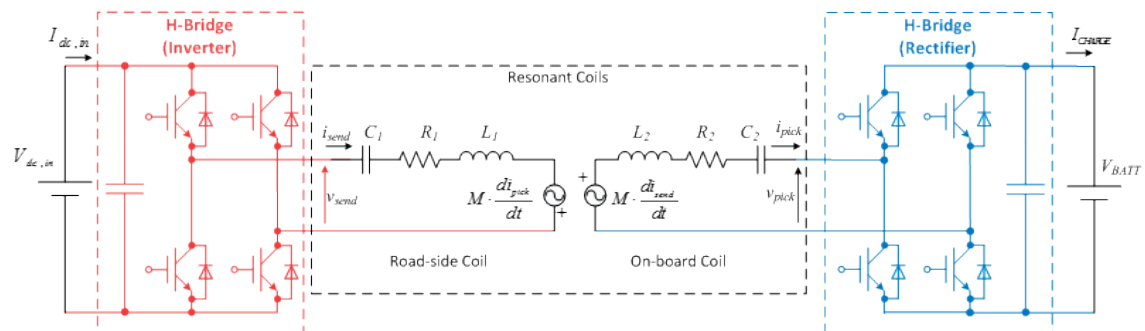 H-Bridge
(Inverter)
I_dc,in
V_dc,in
Resonant Coils
i_send
C_1
R_1
L_1
v_send
M · di_pick/dt
+
Road-side Coil
L_2
R_2
C_2
i_pick
+
M · di_send/dt
v_pick
On-board Coil
H-Bridge
(Rectifier)
I_CHARGE
V_BATT